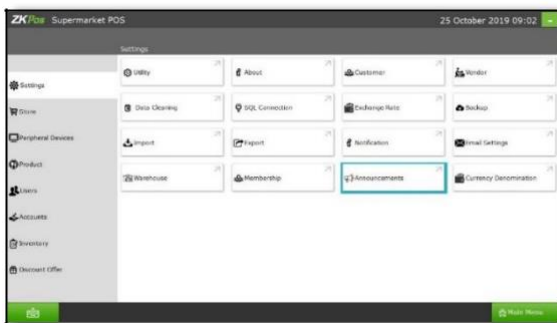 ZKPos Supermarket POS
25 October 2019 09:02
Settings
Utility
About
Customer
Vendor
Settings
Data Cleaning
SQL Connection
Exchange Rate
Backup
Store
Import
Export
Notification
Email Settings
Peripheral Devices
Warehouse
Membership
Announcements
Currency Denomination
Product
Users
Accounts
Inventory
Discount Offer
Main Menu